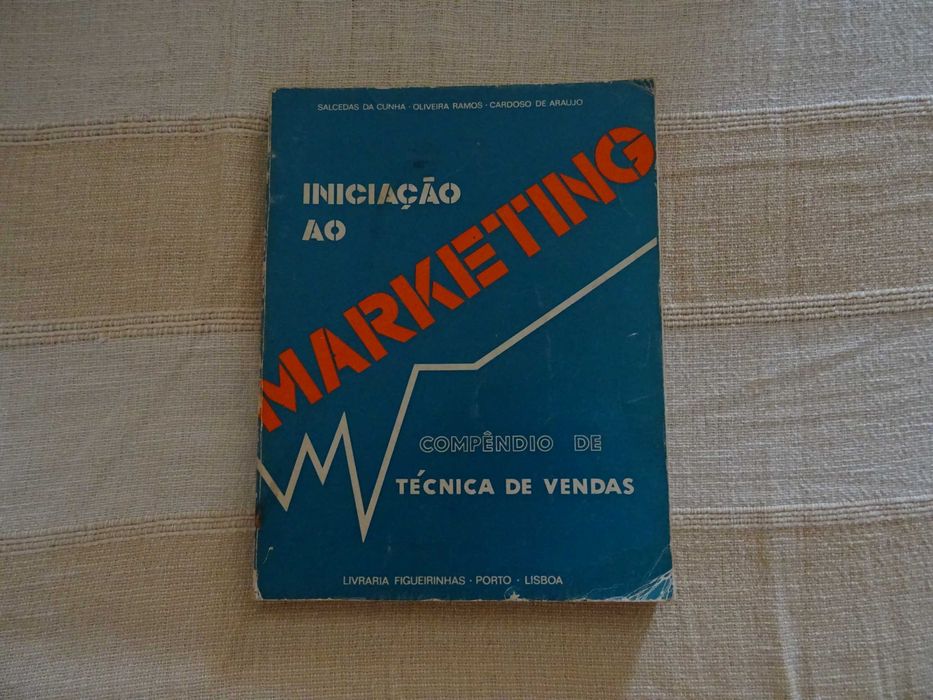 SALCEDAS DA CUNHA · OLIVEIRA RAMOS · CARDOSO DE ARAUJO
INICIAÇÃO
AO
MARKETING
COMPÊNDIO DE
TÉCNICA DE VENDAS
LIVRARIA FIGUEIRINHAS · PORTO · LISBOA